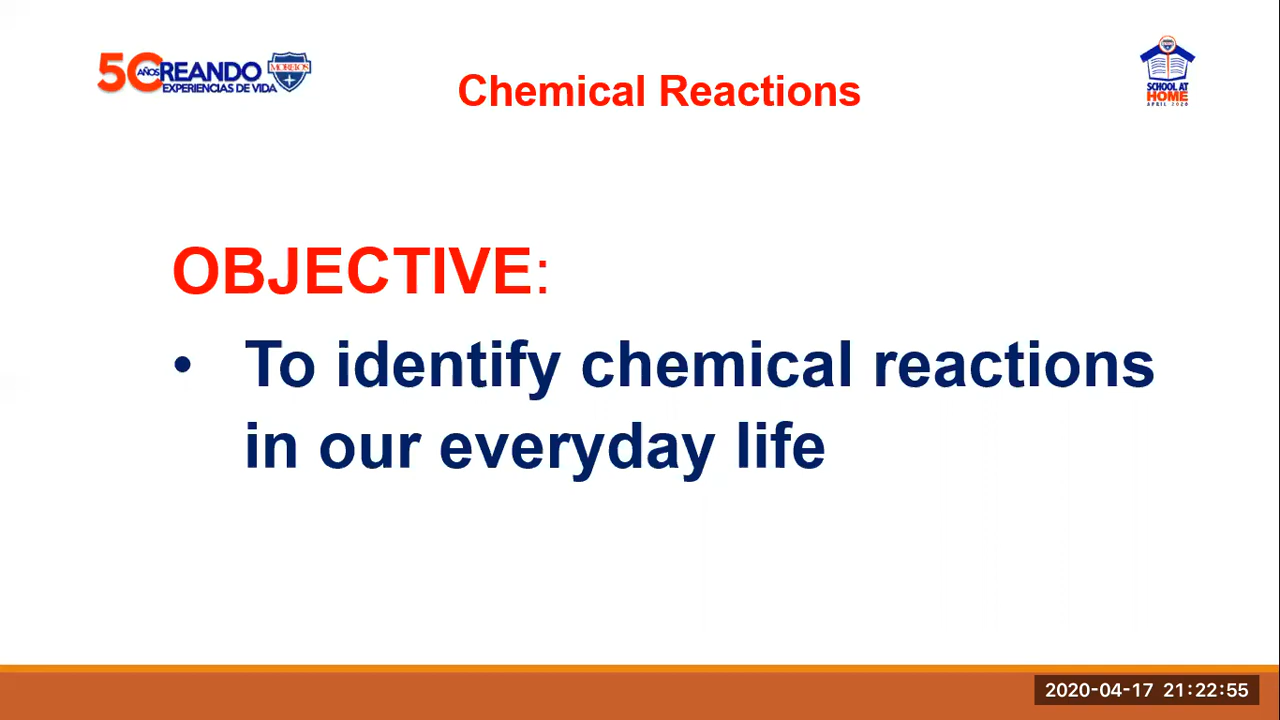 50 AÑOS CREANDO
EXPERIENCIAS DE VIDA
MORELOS
Chemical Reactions
SCHOOL AT
HOME
APRIL 2020
OBJECTIVE:
• To identify chemical reactions
in our everyday life
2020-04-17 21:22:55